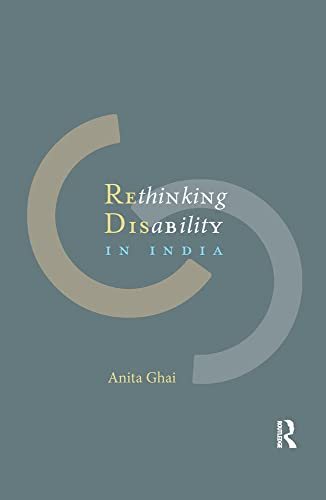 REthinking
DISability
IN INDIA
Anita Ghai
R
ROUTLEDGE